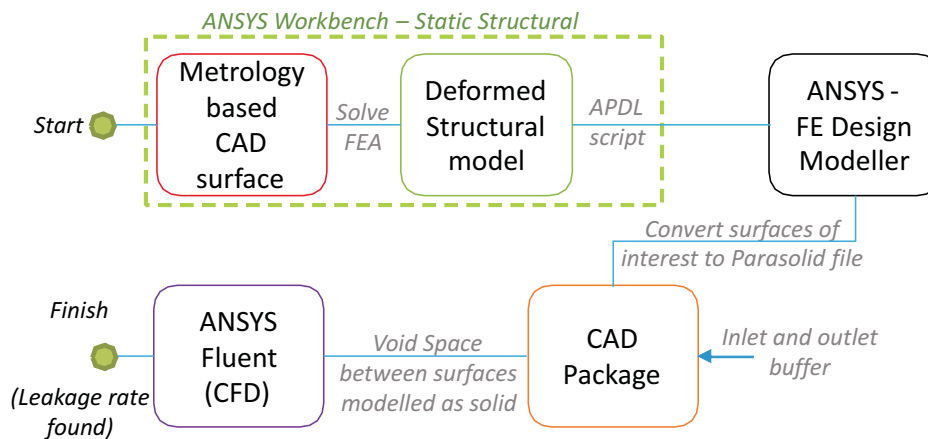 ANSYS Workbench – Static Structural
Start
Metrology
based
CAD
surface
Solve
FEA
Deformed
Structural
model
APDL
script
ANSYS -
FE Design
Modeller
Convert surfaces of
interest to Parasolid file
Finish
(Leakage rate
found)
ANSYS
Fluent
(CFD)
Void Space
between surfaces
modelled as solid
CAD
Package
Inlet and outlet
buffer